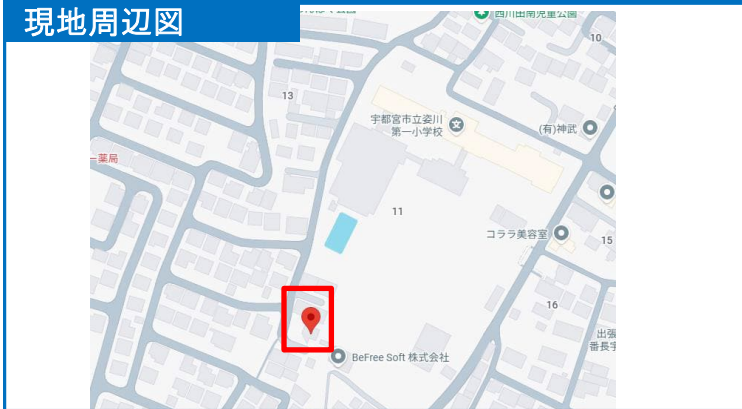 現地周辺図
西川田南児童公園
10
13
宇都宮市立姿川
第一小学校
(有)神武
ー薬局
11
コララ美容室
15
16
出張
番長宇
BeFree Soft 株式会社